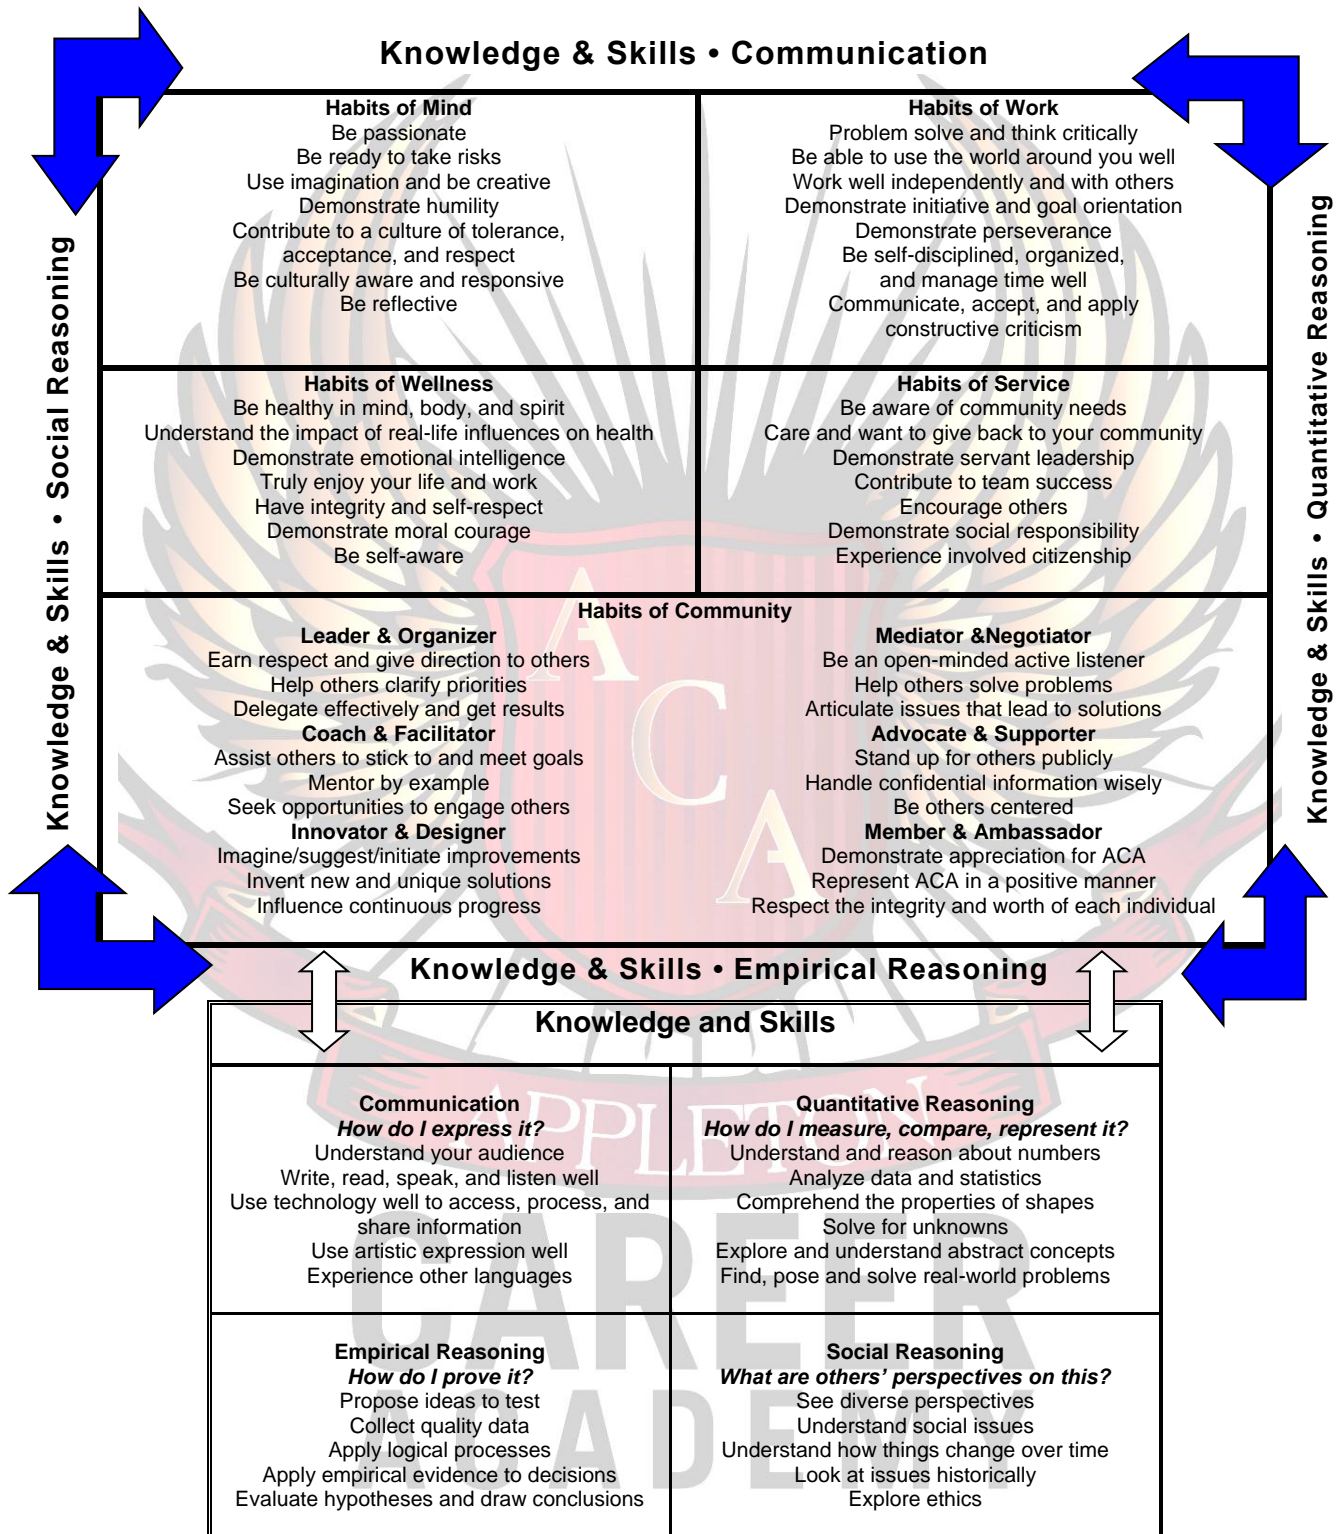 Knowledge & Skills • Communication
Knowledge & Skills • Social Reasoning
Knowledge & Skills • Quantitative Reasoning
Habits of Mind
Be passionate
Be ready to take risks
Use imagination and be creative
Demonstrate humility
Contribute to a culture of tolerance,
acceptance, and respect
Be culturally aware and responsive
Be reflective
Habits of Work
Problem solve and think critically
Be able to use the world around you well
Work well independently and with others
Demonstrate initiative and goal orientation
Demonstrate perseverance
Be self-disciplined, organized,
and manage time well
Communicate, accept, and apply
constructive criticism
Habits of Wellness
Be healthy in mind, body, and spirit
Understand the impact of real-life influences on health
Demonstrate emotional intelligence
Truly enjoy your life and work
Have integrity and self-respect
Demonstrate moral courage
Be self-aware
Habits of Service
Be aware of community needs
Care and want to give back to your community
Demonstrate servant leadership
Contribute to team success
Encourage others
Demonstrate social responsibility
Experience involved citizenship
Habits of Community
Leader & Organizer
Earn respect and give direction to others
Help others clarify priorities
Delegate effectively and get results
Coach & Facilitator
Assist others to stick to and meet goals
Mentor by example
Seek opportunities to engage others
Innovator & Designer
Imagine/suggest/initiate improvements
Invent new and unique solutions
Influence continuous progress
Mediator &Negotiator
Be an open-minded active listener
Help others solve problems
Articulate issues that lead to solutions
Advocate & Supporter
Stand up for others publicly
Handle confidential information wisely
Be others centered
Member & Ambassador
Demonstrate appreciation for ACA
Represent ACA in a positive manner
Respect the integrity and worth of each individual
Knowledge & Skills • Empirical Reasoning
Knowledge and Skills
Communication
How do I express it?
Understand your audience
Write, read, speak, and listen well
Use technology well to access, process, and
share information
Use artistic expression well
Experience other languages
Quantitative Reasoning
How do I measure, compare, represent it?
Understand and reason about numbers
Analyze data and statistics
Comprehend the properties of shapes
Solve for unknowns
Explore and understand abstract concepts
Find, pose and solve real-world problems
Empirical Reasoning
How do I prove it?
Propose ideas to test
Collect quality data
Apply logical processes
Apply empirical evidence to decisions
Evaluate hypotheses and draw conclusions
Social Reasoning
What are others' perspectives on this?
See diverse perspectives
Understand social issues
Understand how things change over time
Look at issues historically
Explore ethics
ACA
APPLETON
CAREER
ACADEMY